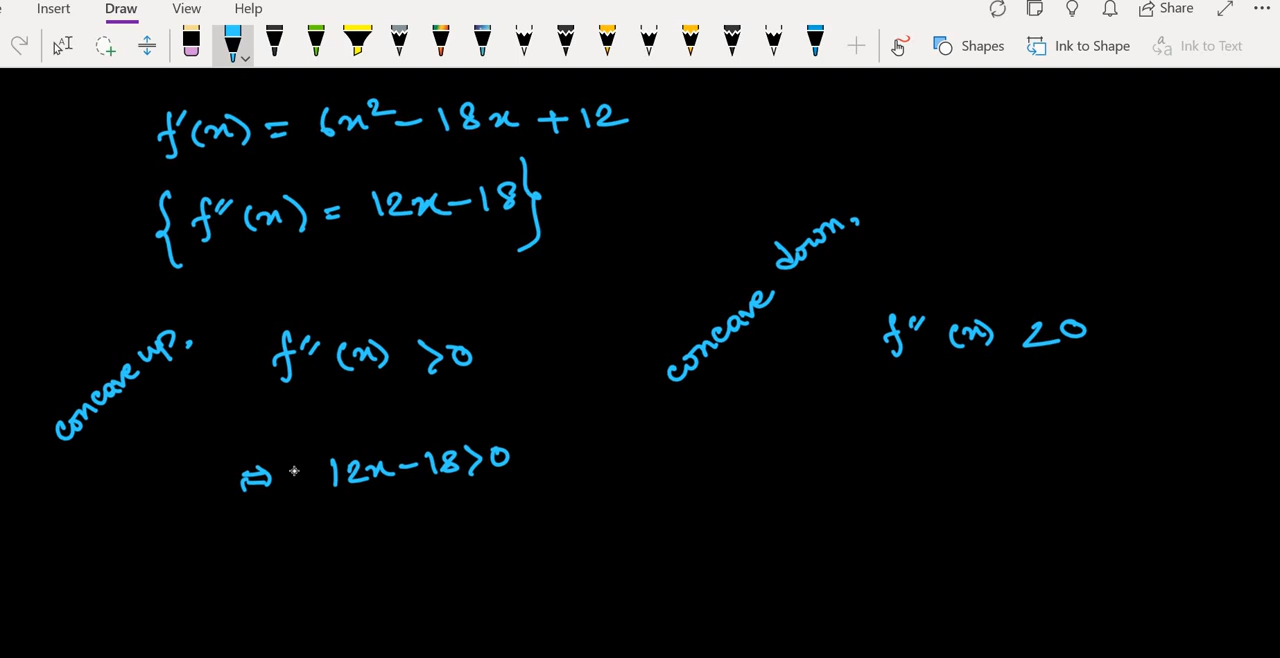 Insert Draw View Help
Share
Shapes Ink to Shape Ink to Text
f'(x) = 6x² - 18x + 12
{f''(x) = 12x - 18}
concave up.
f''(x) > 0
concave down.
f''(x) < 0
⇔ 12x - 18 > 0